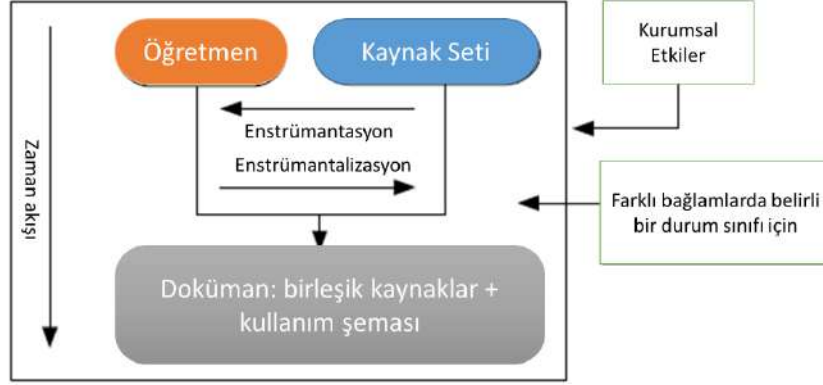 Öğretmen
Kaynak Seti
Kurumsal
Etkiler
Zaman akışı
Enstrümantasyon
Enstrümantalizasyon
Farklı bağlamlarda belirli
bir durum sınıfı için
Doküman: birleşik kaynaklar +
kullanım şeması